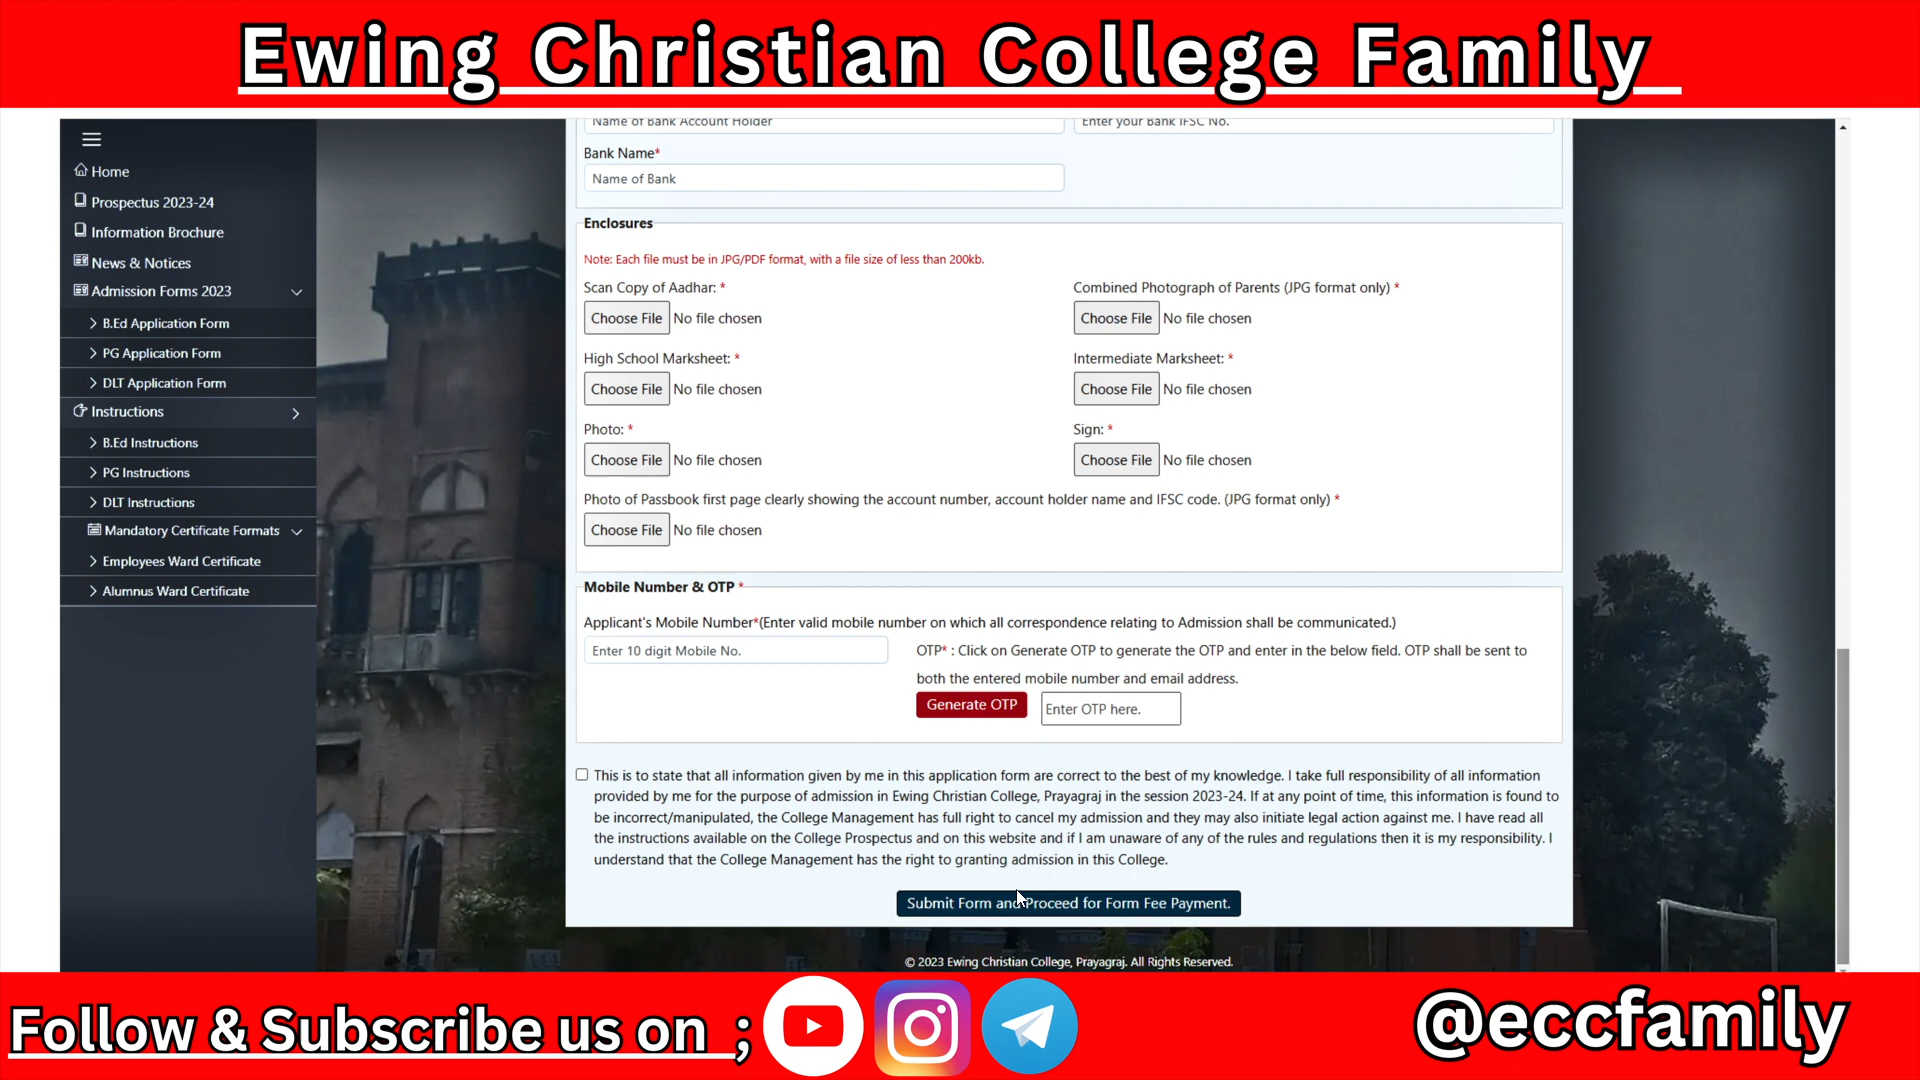 Ewing Christian College Family
Home
Prospectus 2023-24
Information Brochure
News & Notices
Admission Forms 2023
B.Ed Application Form
PG Application Form
DLT Application Form
Instructions
B.Ed Instructions
PG Instructions
DLT Instructions
Mandatory Certificate Formats
Employees Ward Certificate
Alumnus Ward Certificate
Name of Bank Account Holder
Enter your Bank IFSC No.
Bank Name*
Name of Bank
Enclosures
Note: Each file must be in JPG/PDF format, with a file size of less than 200kb.
Scan Copy of Aadhar: *
Combined Photograph of Parents (JPG format only) *
Choose File No file chosen
Choose File No file chosen
High School Marksheet: *
Intermediate Marksheet: *
Choose File No file chosen
Choose File No file chosen
Photo: *
Sign: *
Choose File No file chosen
Choose File No file chosen
Photo of Passbook first page clearly showing the account number, account holder name and IFSC code. (JPG format only) *
Choose File No file chosen
Mobile Number & OTP *
Applicant's Mobile Number*(Enter valid mobile number on which all correspondence relating to Admission shall be communicated.)
Enter 10 digit Mobile No.
OTP* : Click on Generate OTP to generate the OTP and enter in the below field. OTP shall be sent to
both the entered mobile number and email address.
Generate OTP
Enter OTP here.
This is to state that all information given by me in this application form are correct to the best of my knowledge. I take full responsibility of all information
provided by me for the purpose of admission in Ewing Christian College, Prayagraj in the session 2023-24. If at any point of time, this information is found to
be incorrect/manipulated, the College Management has full right to cancel my admission and they may also initiate legal action against me. I have read all
the instructions available on the College Prospectus and on this website and if I am unaware of any of the rules and regulations then it is my responsibility. I
understand that the College Management has the right to granting admission in this College.
Submit Form and Proceed for Form Fee Payment.
© 2023 Ewing Christian College, Prayagraj. All Rights Reserved.
Follow & Subscribe us on ;
@eccfamily